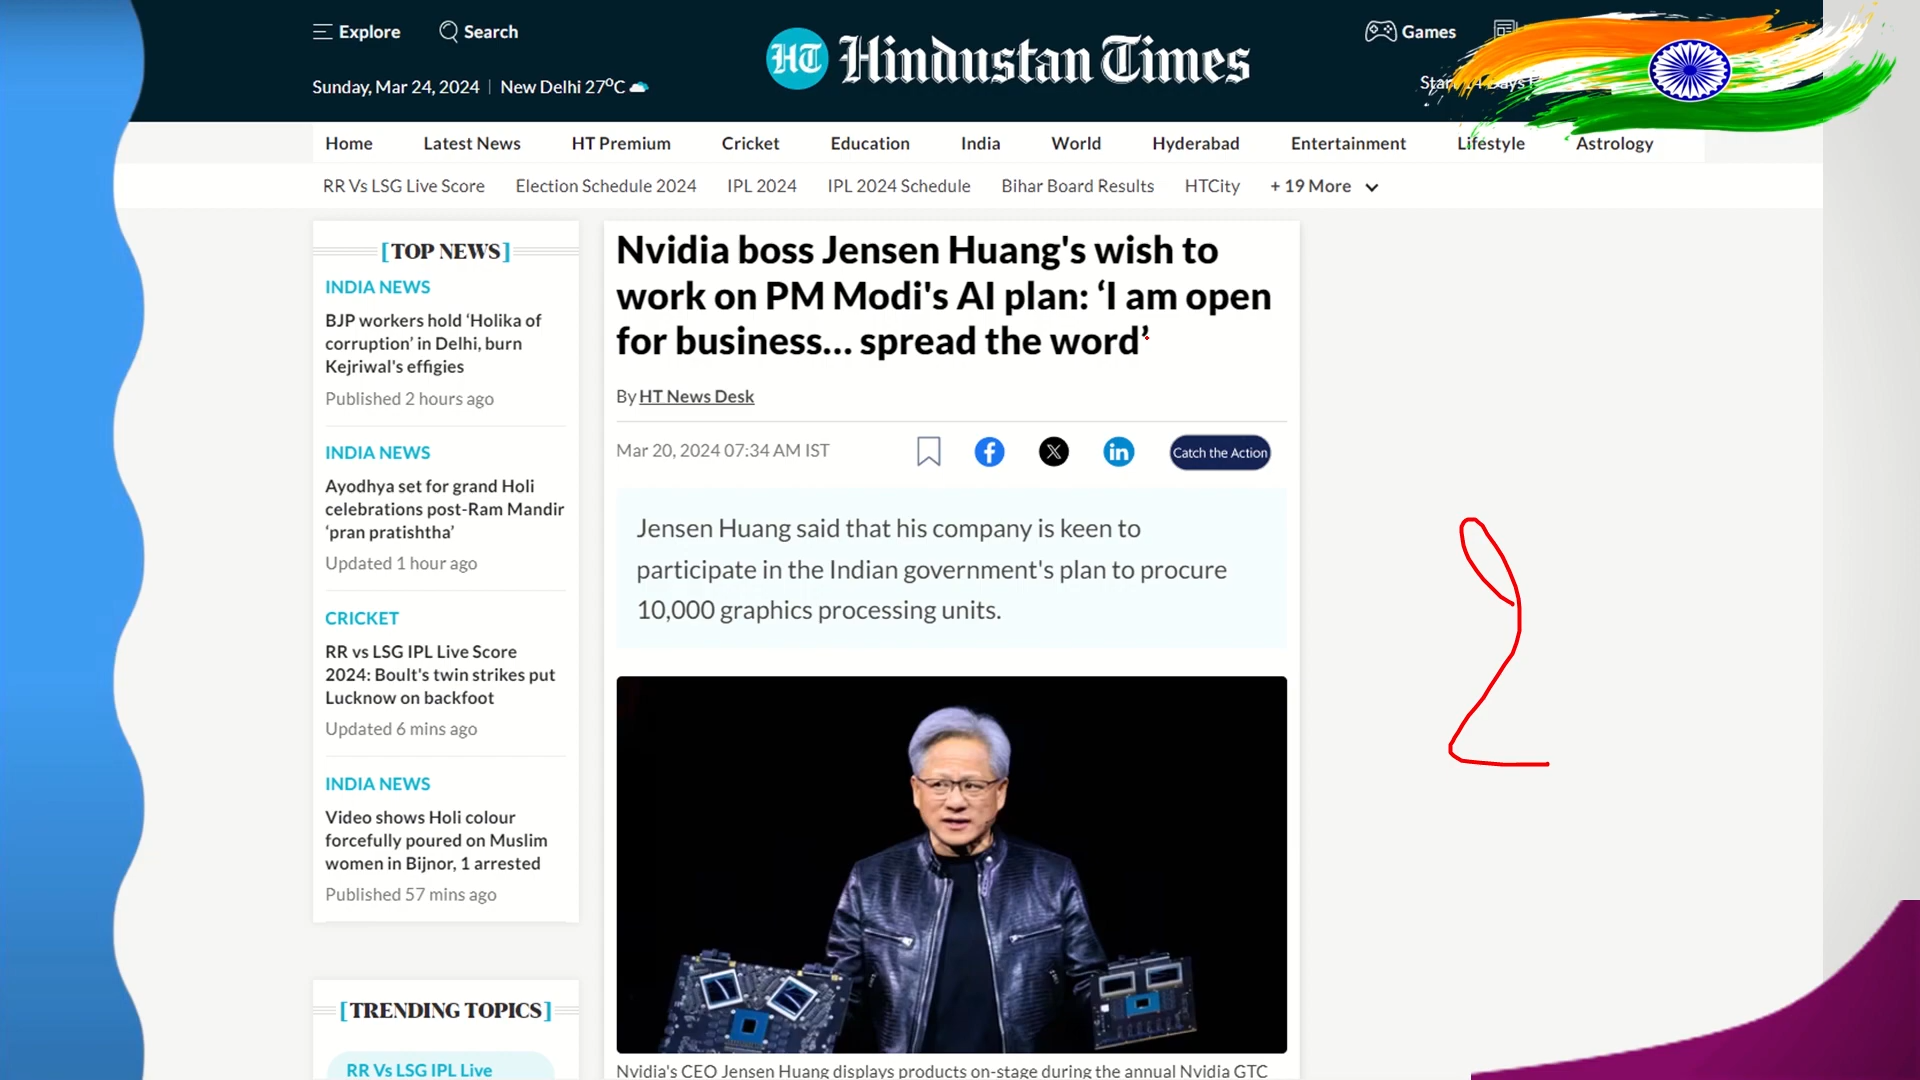 Explore
Search
HT Hindustan Times
Games
Sunday, Mar 24, 2024 | New Delhi 27°C
Home
Latest News
HT Premium
Cricket
Education
India
World
Hyderabad
Entertainment
Lifestyle
Astrology
RR Vs LSG Live Score
Election Schedule 2024
IPL 2024
IPL 2024 Schedule
Bihar Board Results
HTCity
+ 19 More
[TOP NEWS]
INDIA NEWS
BJP workers hold ‘Holika of
corruption’ in Delhi, burn
Kejriwal's effigies
Published 2 hours ago
INDIA NEWS
Ayodhya set for grand Holi
celebrations post-Ram Mandir
‘pran pratishtha’
Updated 1 hour ago
CRICKET
RR vs LSG IPL Live Score
2024: Boult's twin strikes put
Lucknow on backfoot
Updated 6 mins ago
INDIA NEWS
Video shows Holi colour
forcefully poured on Muslim
women in Bijnor, 1 arrested
Published 57 mins ago
[TRENDING TOPICS]
RR Vs LSG IPL Live
Nvidia boss Jensen Huang's wish to
work on PM Modi's AI plan: ‘I am open
for business... spread the word’
By HT News Desk
Mar 20, 2024 07:34 AM IST
Catch the Action
Jensen Huang said that his company is keen to
participate in the Indian government's plan to procure
10,000 graphics processing units.
Nvidia's CEO Jensen Huang displays products on-stage during the annual Nvidia GTC
2